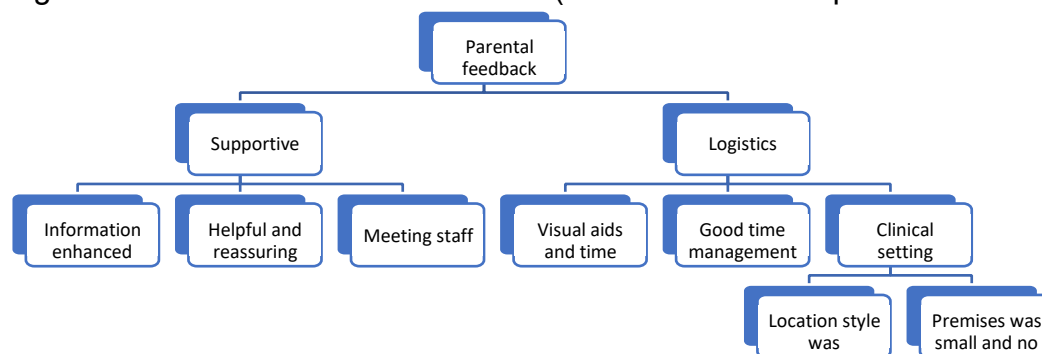 Parental
feedback
Supportive
Logistics
Information
enhanced
Helpful and
reassuring
Meeting staff
Visual aids
and time
Good time
management
Clinical
setting
Location style
was
Premises was
small and no